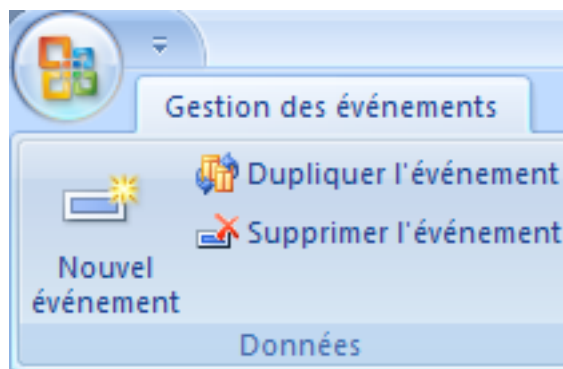 Gestion des événements
Nouvel
événement
Dupliquer l'événement
Supprimer l'événement
Données